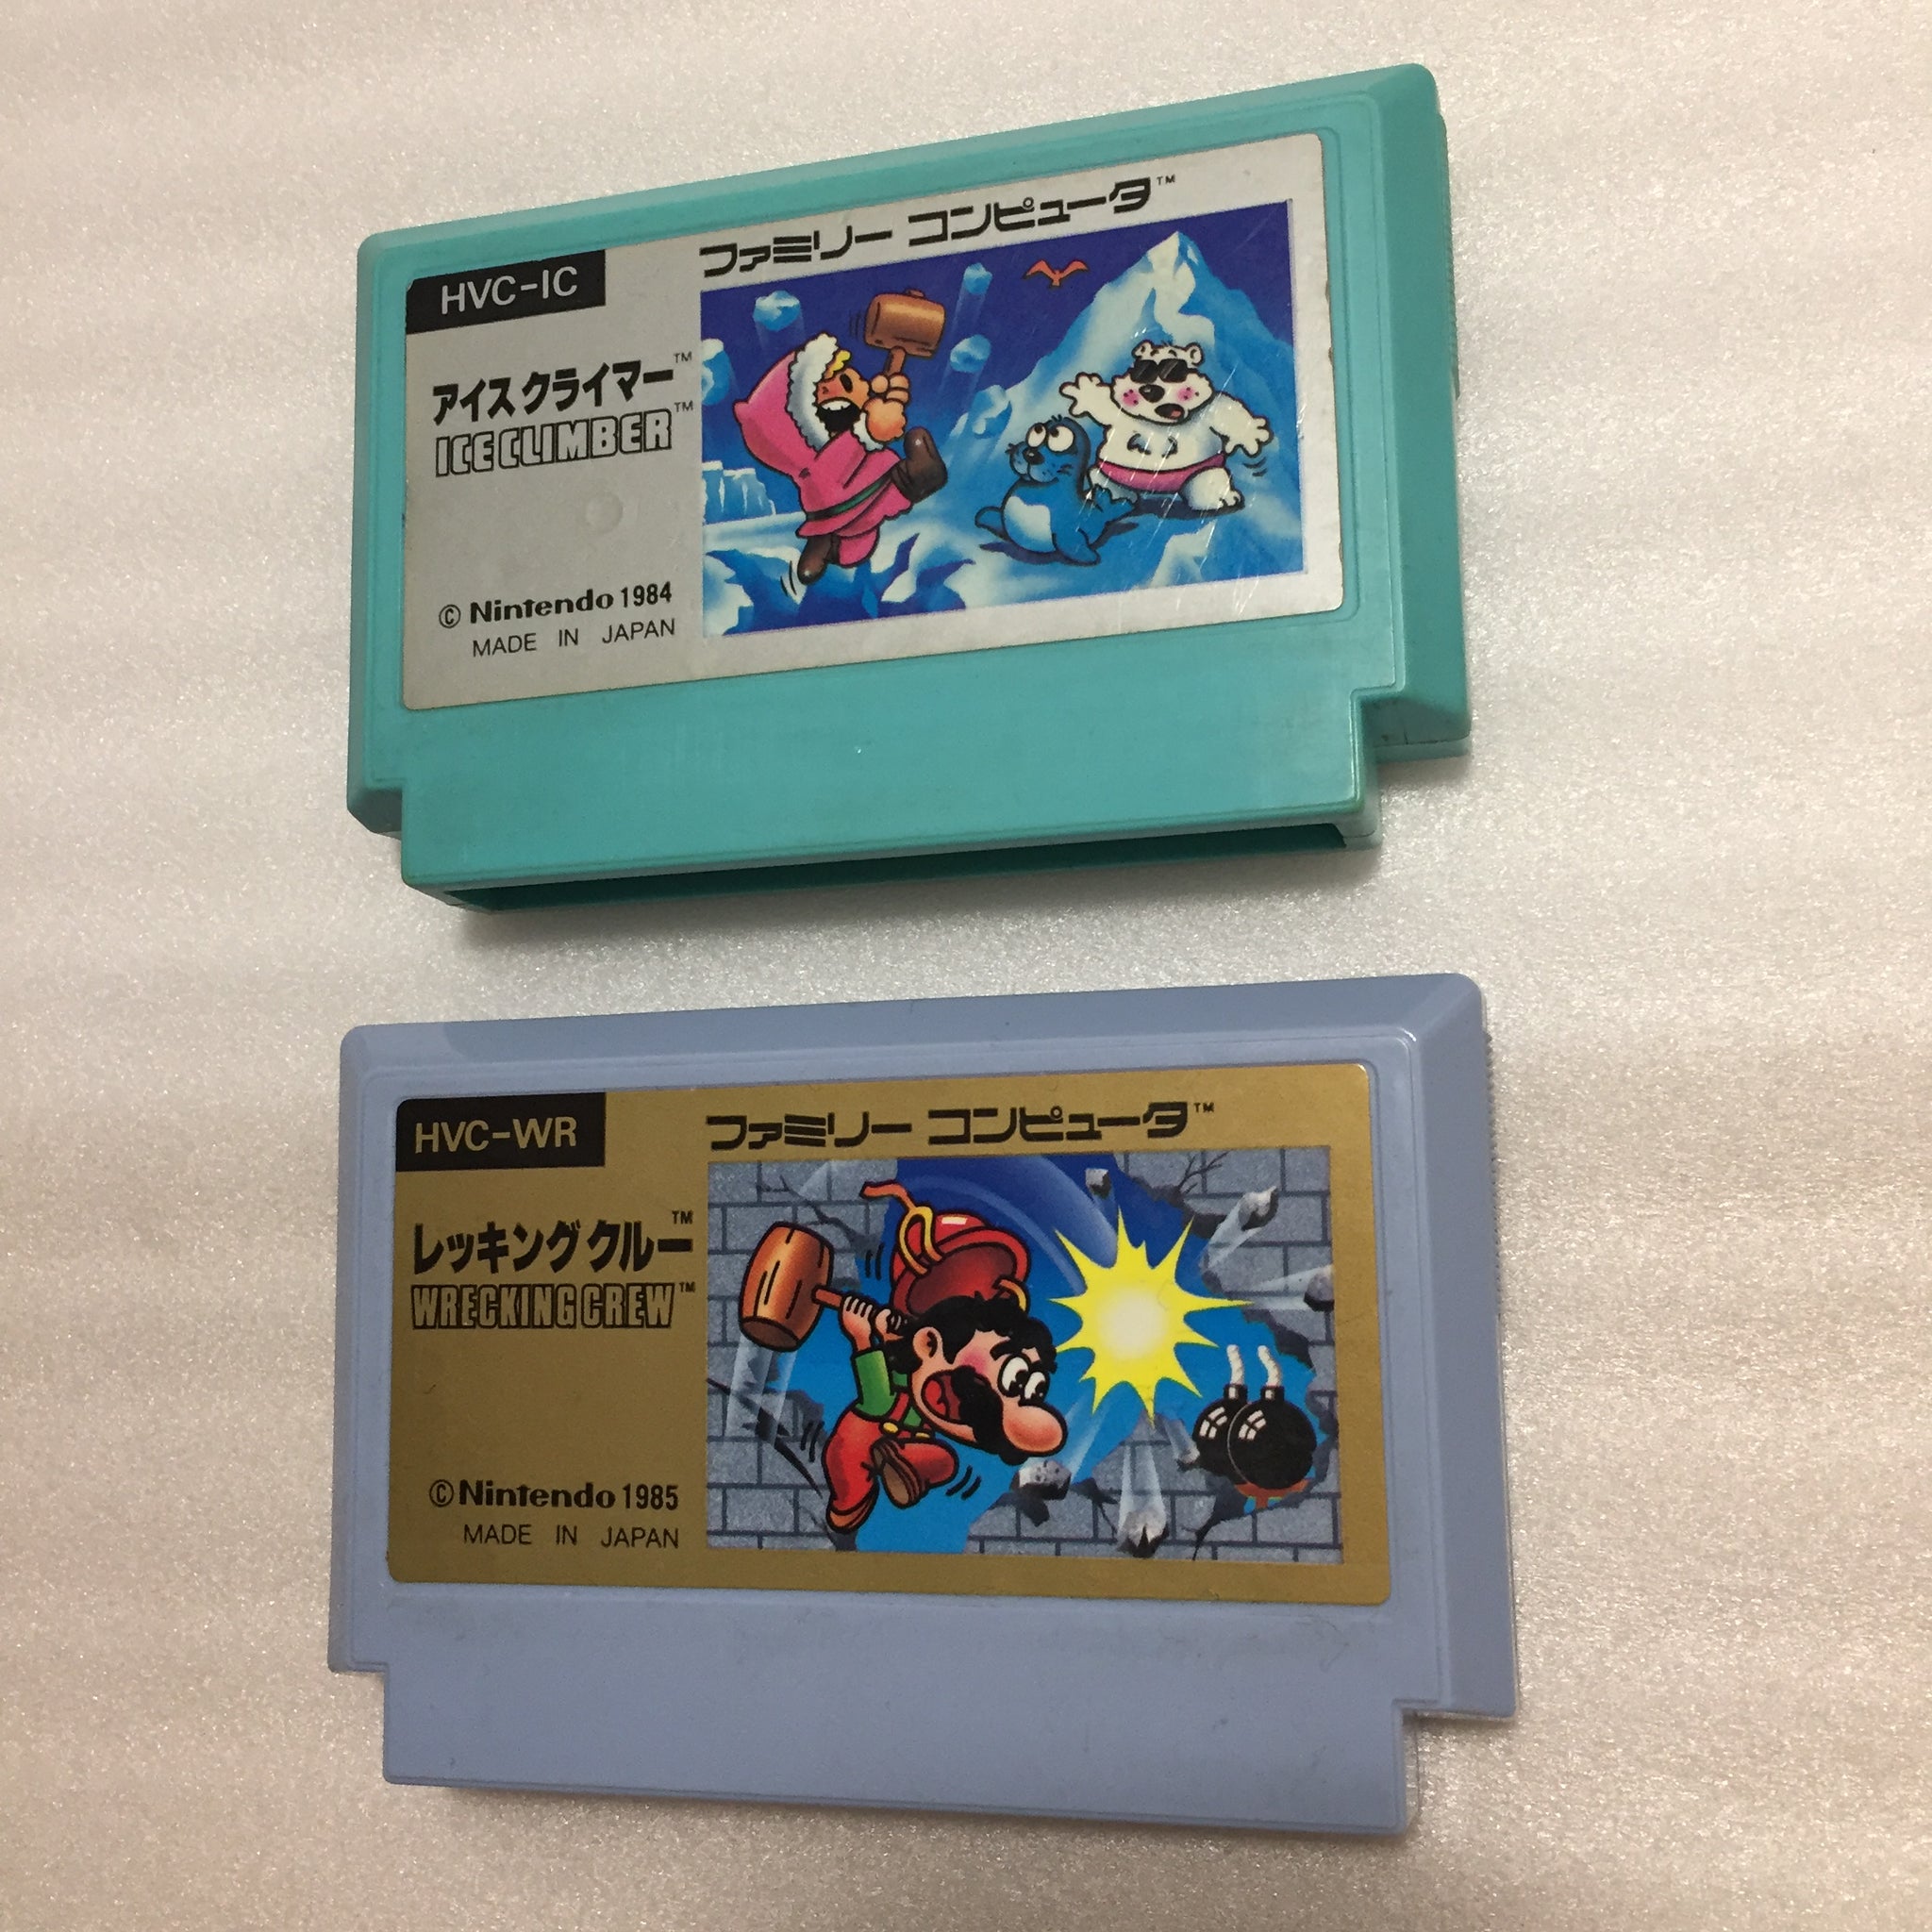 ファミリー コンピュータ™
HVC-IC
アイスクライマー™
ICE CLIMBER™
© Nintendo 1984
MADE IN JAPAN
ファミリー コンピュータ™
HVC-WR
レッキングクルー™
WRECKING CREW™
© Nintendo 1985
MADE IN JAPAN